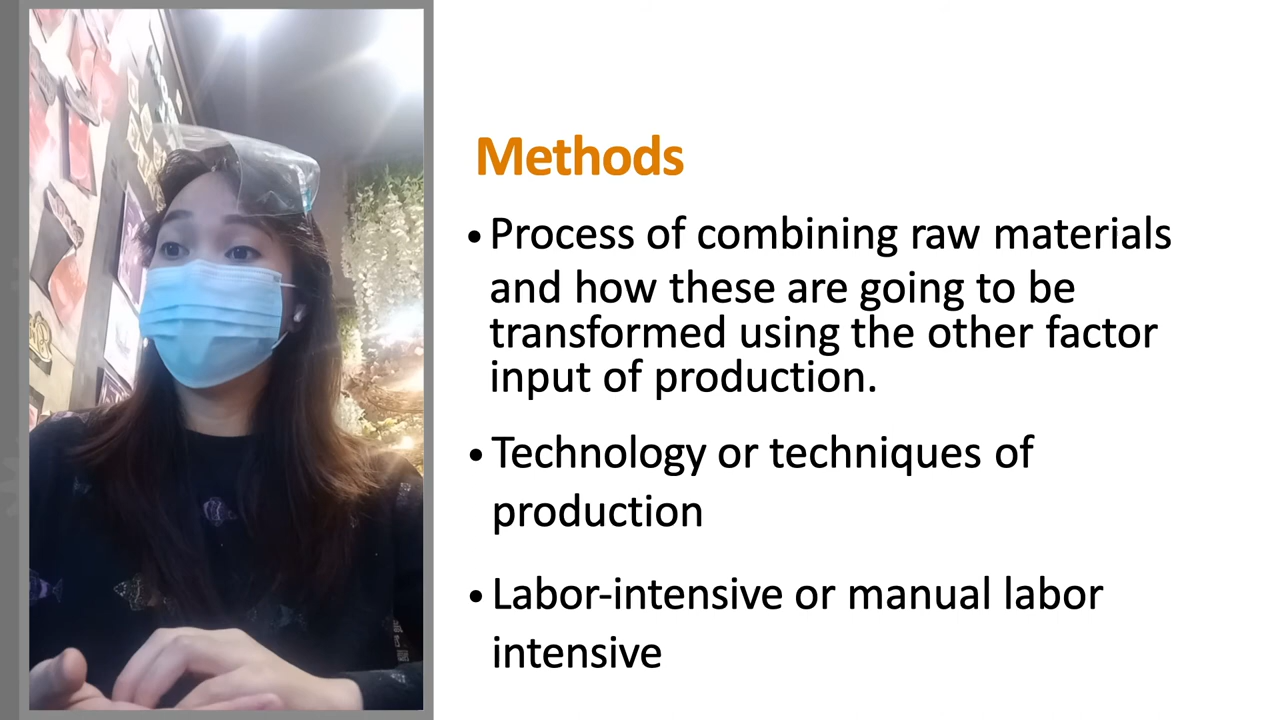 Methods
• Process of combining raw materials
and how these are going to be
transformed using the other factor
input of production.
• Technology or techniques of
production
• Labor-intensive or manual labor
intensive